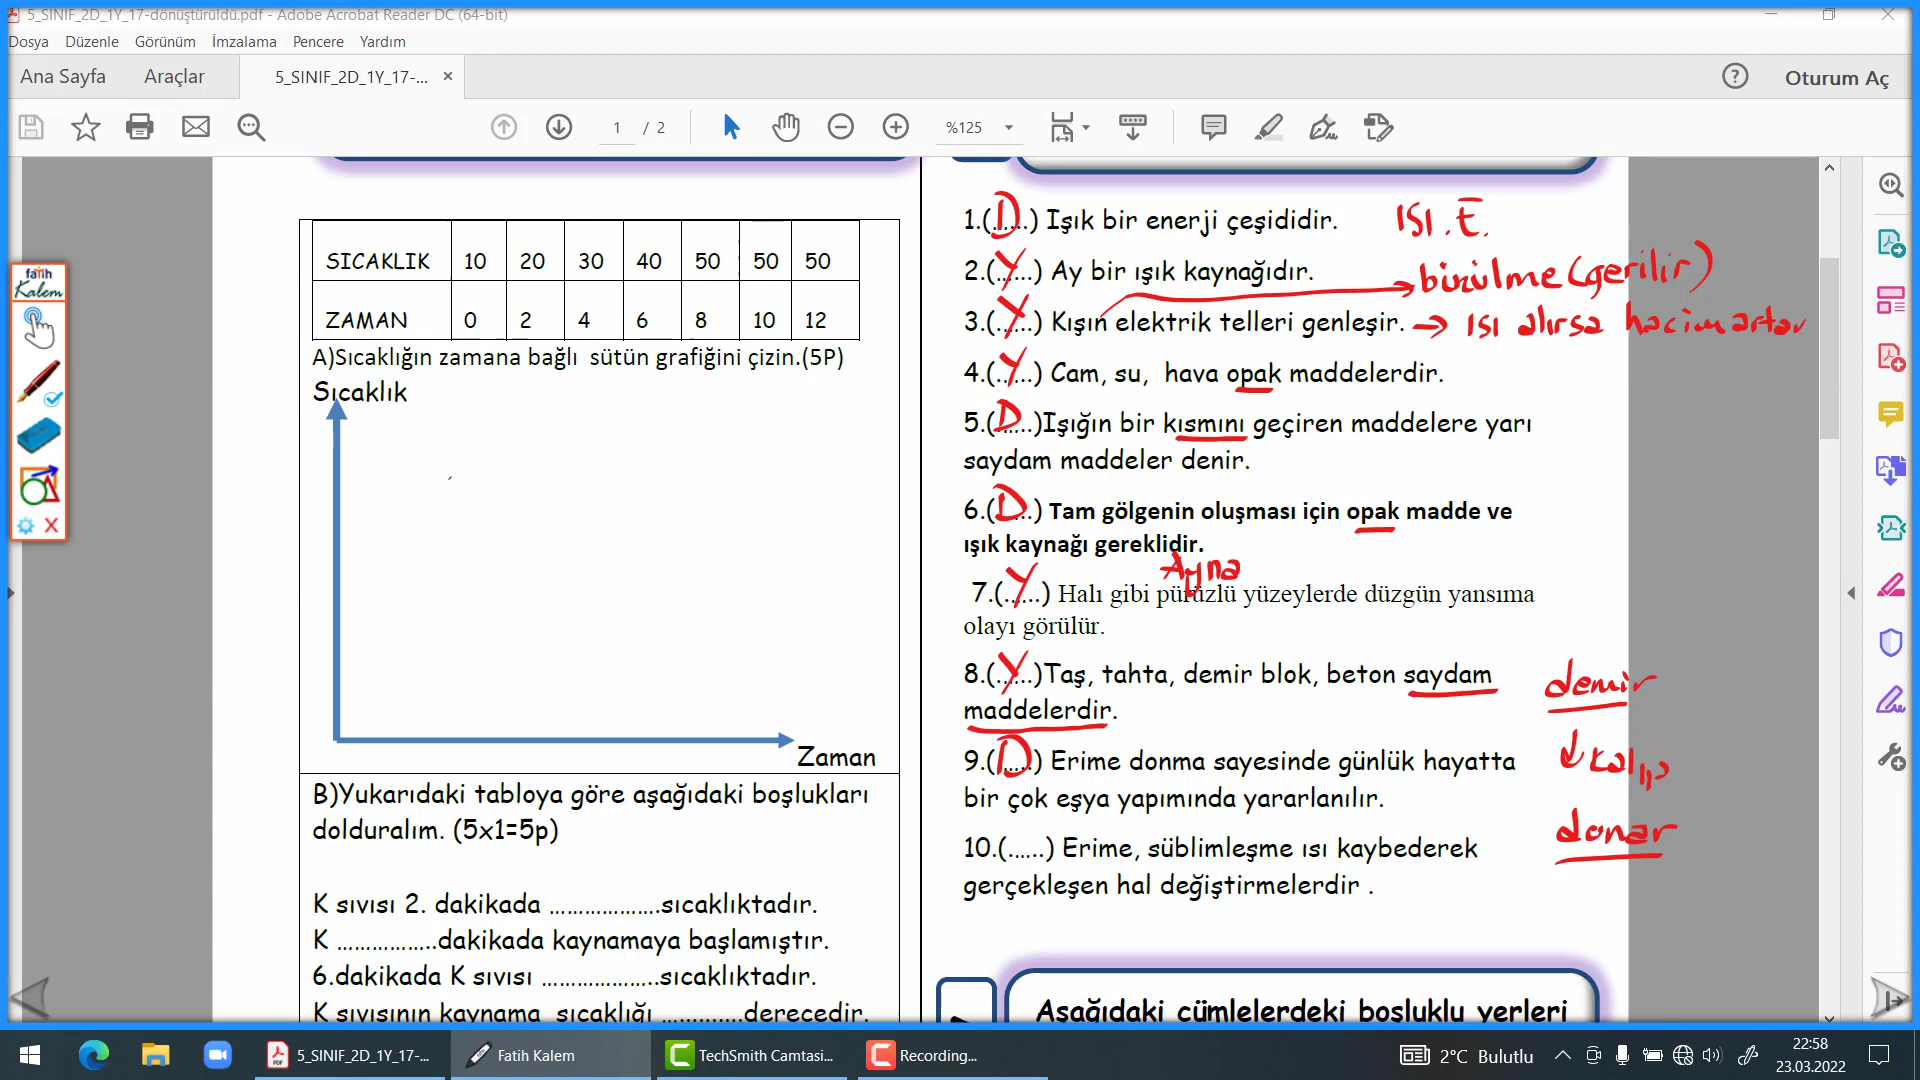 5_SINIF_2D_1Y_17-dönüştürüldü.pdf - Adobe Acrobat Reader DC (64-bit)
Dosya Düzenle Görünüm İmzalama Pencere Yardım
Ana Sayfa Araçlar 5_SINIF_2D_1Y_17-... × Oturum Aç
1 / 2 %125
fatih
Kalem
SICAKLIK 10 20 30 40 50 50 50
ZAMAN 0 2 4 6 8 10 12
A)Sıcaklığın zamana bağlı sütün grafiğini çizin.(5P)
Sıcaklık
Zaman
B)Yukarıdaki tabloya göre aşağıdaki boşlukları
dolduralım. (5x1=5p)
K sıvısı 2. dakikada ……………….sıcaklıktadır.
K ……………..dakikada kaynamaya başlamıştır.
6.dakikada K sıvısı ………………..sıcaklıktadır.
K sıvısının kaynama sıcaklığı ............derecedir.
1.(D) Işık bir enerji çeşididir. ISI. E.
2.(Y) Ay bir ışık kaynağıdır. büzülme (gerilir)
3.(Y) Kışın elektrik telleri genleşir. → ısı alırsa hacim artar
4.(Y) Cam, su, hava opak maddelerdir.
5.(D)Işığın bir kısmını geçiren maddelere yarı
saydam maddeler denir.
6.(D) Tam gölgenin oluşması için opak madde ve
ışık kaynağı gereklidir.
Ayna
7.(Y) Halı gibi pürüzlü yüzeylerde düzgün yansıma
olayı görülür.
8.(Y)Taş, tahta, demir blok, beton saydam demir
maddelerdir.
9.(D) Erime donma sayesinde günlük hayatta kalıp
bir çok eşya yapımında yararlanılır.
donar
10.(......) Erime, süblimleşme ısı kaybederek
gerçekleşen hal değiştirmelerdir .
Aşağıdaki cümlelerdeki boşluklu yerleri
5_SINIF_2D_1Y_17-... Fatih Kalem TechSmith Camtasi... Recording... 2°C Bulutlu 22:58
23.03.2022